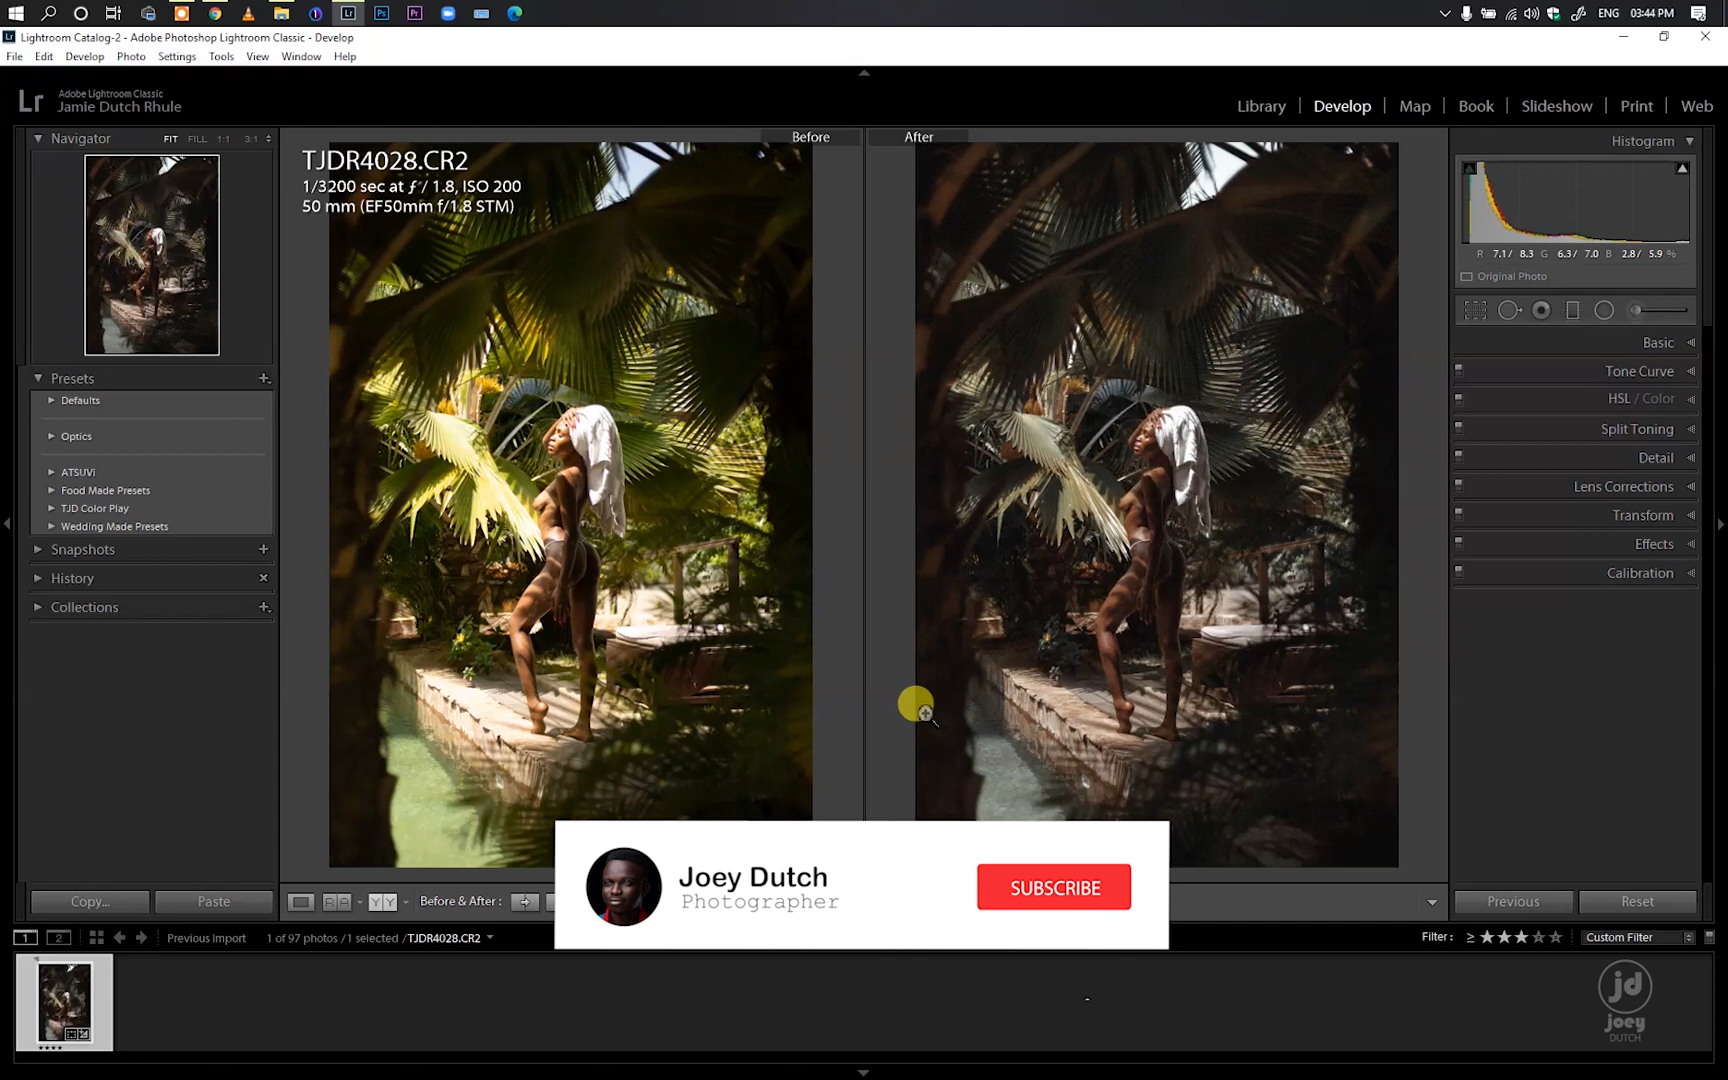 ENG 03:44 PM
Lightroom Catalog-2 - Adobe Photoshop Lightroom Classic - Develop
File Edit Develop Photo Settings Tools View Window Help
Lr Adobe Lightroom Classic
Jamie Dutch Rhule
Library | Develop | Map | Book | Slideshow | Print | Web
Navigator FIT FILL 1:1 3:1
Before After
Histogram
TJDR4028.CR2
1/3200 sec at ƒ / 1.8, ISO 200
50 mm (EF50mm f/1.8 STM)
R 7.1 / 8.3 G 6.3 / 7.0 B 2.8 / 5.9 %
Original Photo
Basic
Tone Curve
HSL / Color
Split Toning
Detail
Lens Corrections
Transform
Effects
Calibration
Presets
Defaults
Optics
ATSUVi
Food Made Presets
TJD Color Play
Wedding Made Presets
Snapshots
History
Collections
Joey Dutch
Photographer
SUBSCRIBE
Copy... Paste
R A Y Y Before & After :
Previous Reset
1 2 Previous Import 1 of 97 photos / 1 selected / TJDR4028.CR2
Filter : ≥ ★★★☆☆ Custom Filter
jd
joey
DUTCH